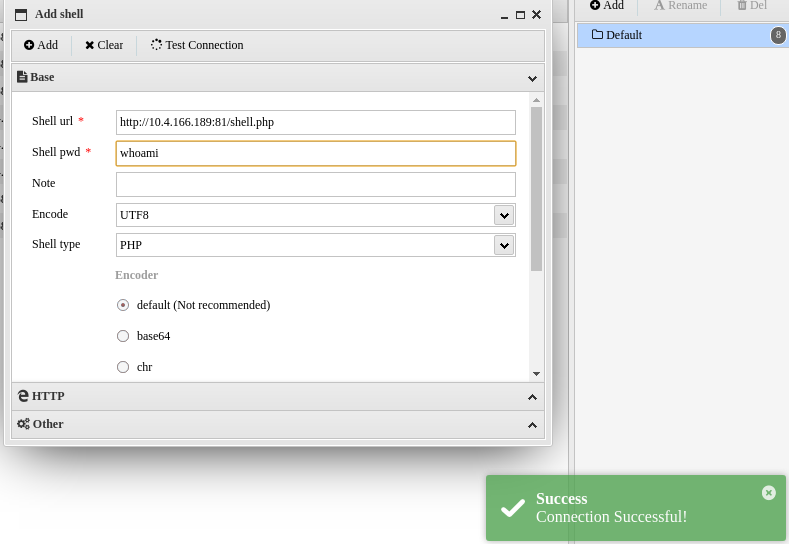 Add shell
Add Clear Test Connection
Base
Shell url * http://10.4.166.189:81/shell.php
Shell pwd * whoami
Note
Encode UTF8
Shell type PHP
Encoder
default (Not recommended)
base64
chr
HTTP
Other
Add Rename Del
Default 8
Success
Connection Successful!